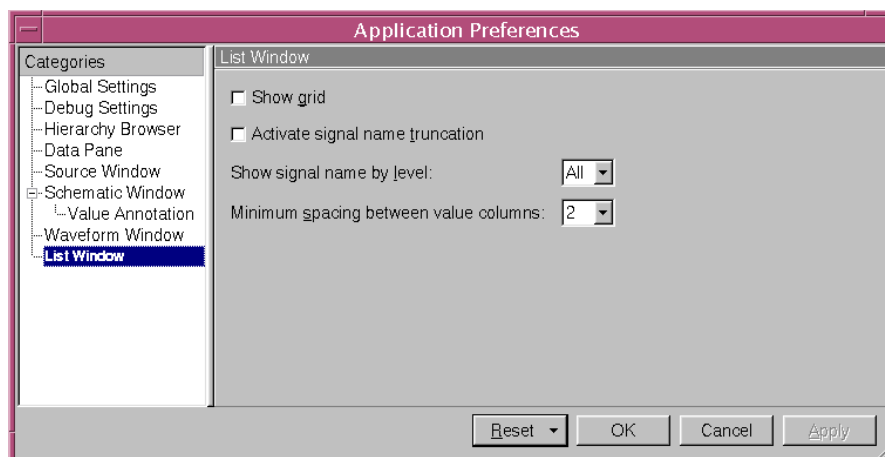 Application Preferences
Categories
Global Settings
Debug Settings
Hierarchy Browser
Data Pane
Source Window
Schematic Window
Value Annotation
Waveform Window
List Window
List Window
Show grid
Activate signal name truncation
Show signal name by level: All
Minimum spacing between value columns: 2
Reset OK Cancel Apply